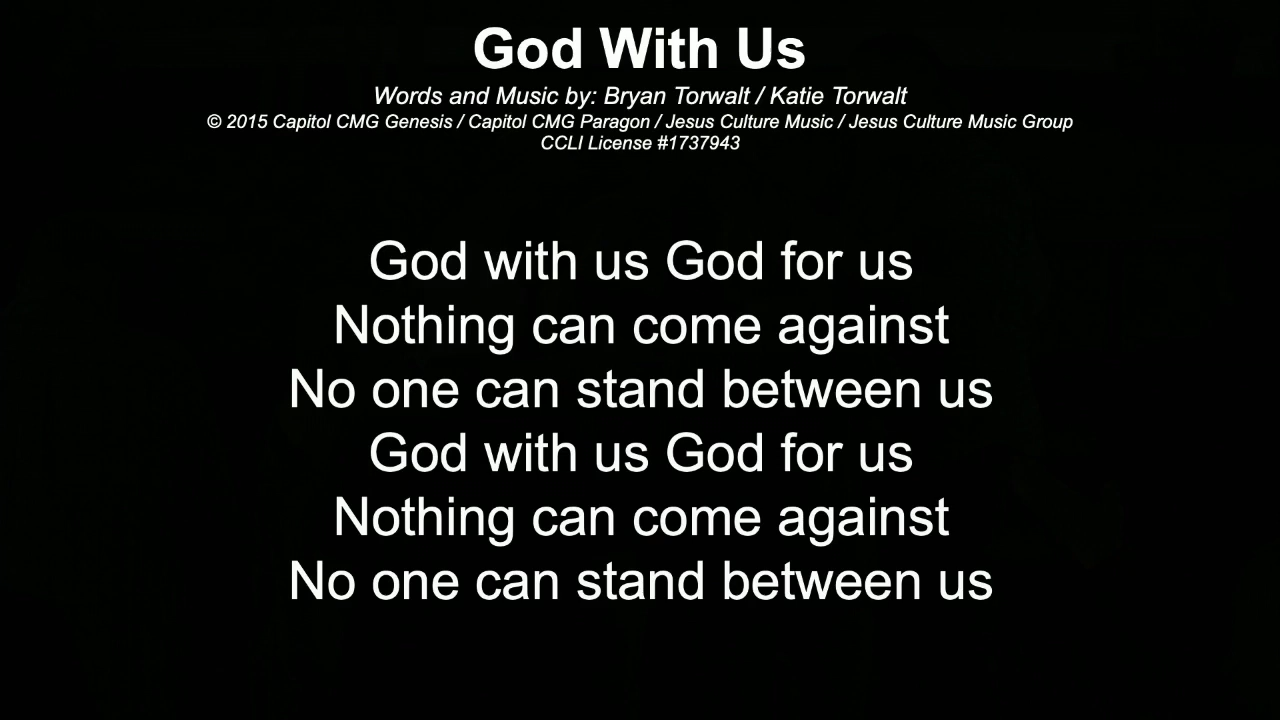 God With Us
Words and Music by: Bryan Torwalt / Katie Torwalt
© 2015 Capitol CMG Genesis / Capitol CMG Paragon / Jesus Culture Music / Jesus Culture Music Group
CCLI License #1737943
God with us God for us
Nothing can come against
No one can stand between us
God with us God for us
Nothing can come against
No one can stand between us